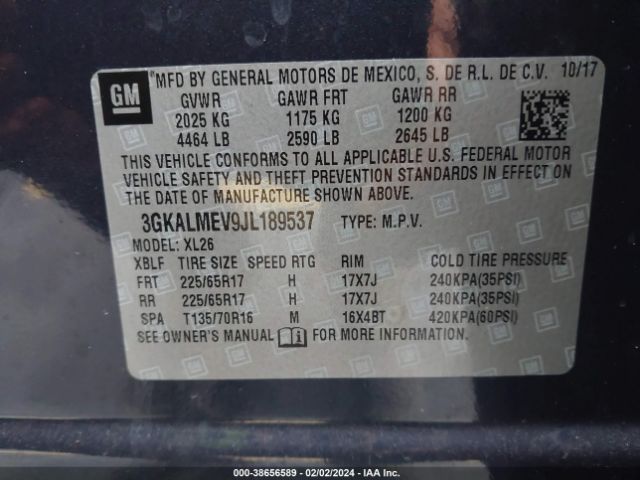 GM
*MFD BY GENERAL MOTORS DE MEXICO, S. DE R.L. DE C.V. 10/17
GVWR GAWR FRT GAWR RR
2025 KG 1175 KG 1200 KG
4464 LB 2590 LB 2645 LB
THIS VEHICLE CONFORMS TO ALL APPLICABLE U.S. FEDERAL MOTOR
VEHICLE SAFETY AND THEFT PREVENTION STANDARDS IN EFFECT ON
THE DATE OF MANUFACTURE SHOWN ABOVE.
3GKALMEV9JL189537 TYPE: M.P.V.
MODEL: XL26
XBLF TIRE SIZE SPEED RTG RIM COLD TIRE PRESSURE
FRT 225/65R17 H 17X7J 240KPA(35PSI)
RR 225/65R17 H 17X7J 240KPA(35PSI)
SPA T135/70R16 M 16X4BT 420KPA(60PSI)
SEE OWNER'S MANUAL FOR MORE INFORMATION.
000-38656589 - 02/02/2024 - IAA Inc.